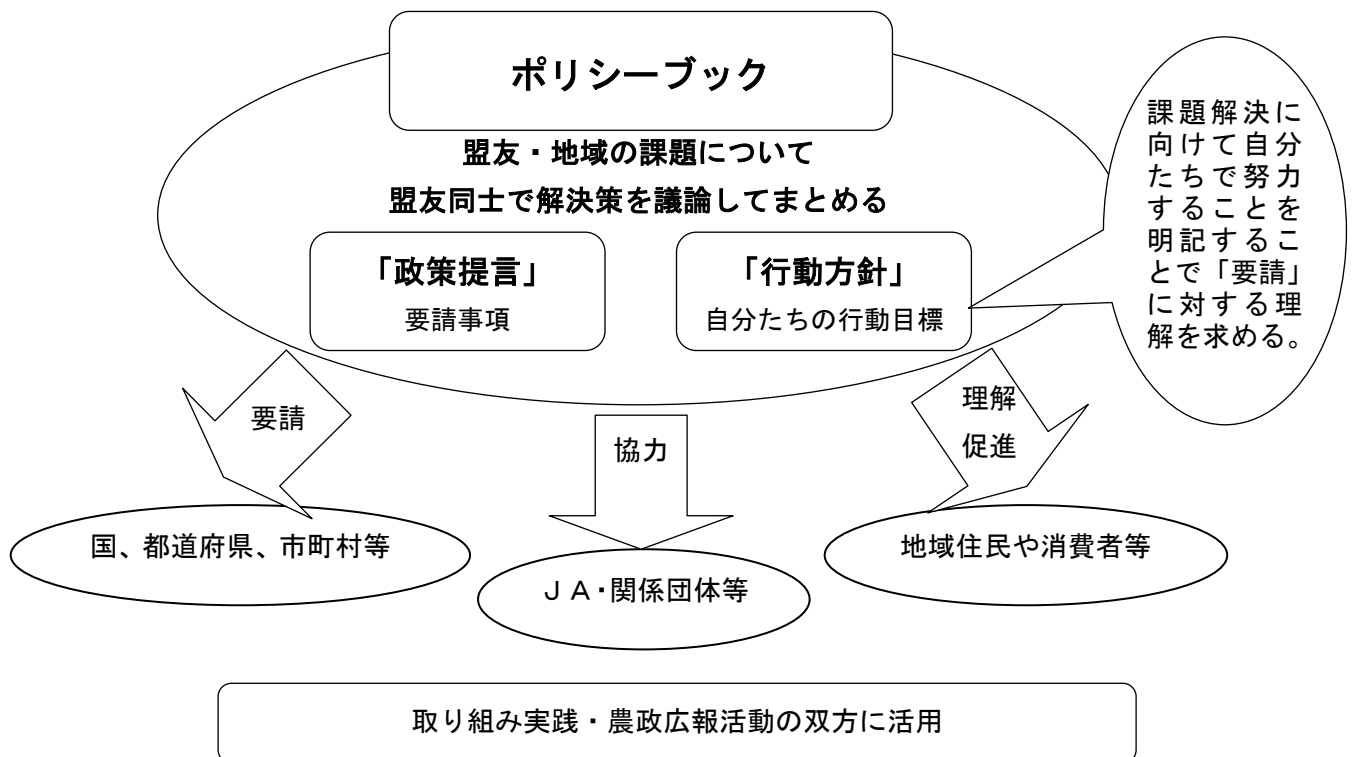 ポリシーブック
盟友・地域の課題について
盟友同士で解決策を議論してまとめる
「政策提言」
要請事項
「行動方針」
自分たちの行動目標
課題解決に
向けて自分
たちで努力
することを
明記するこ
とで「要請」
に対する理
解を求める。
要請
協力
理解
促進
国、都道府県、市町村等
ＪＡ・関係団体等
地域住民や消費者等
取り組み実践・農政広報活動の双方に活用